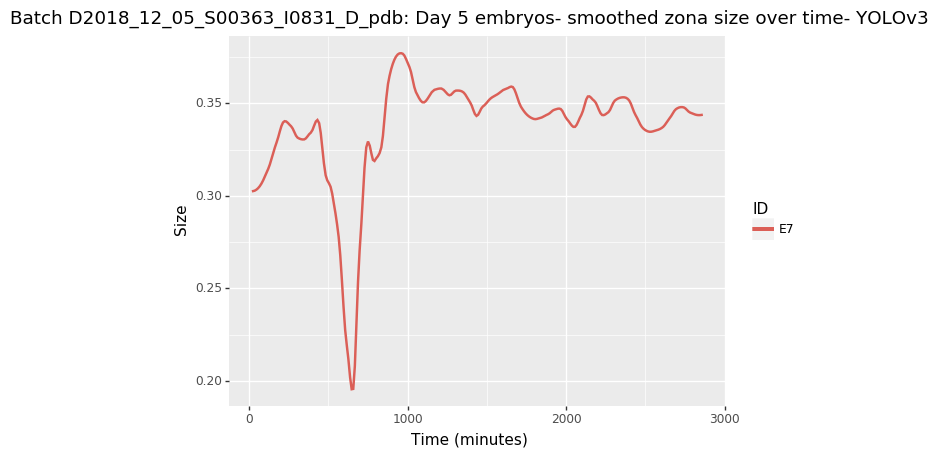 Batch D2018_12_05_S00363_I0831_D_pdb: Day 5 embryos- smoothed zona size over time- YOLOv3
0.35
0.30
0.25
0.20
Size
0
1000
2000
3000
Time (minutes)
ID
E7